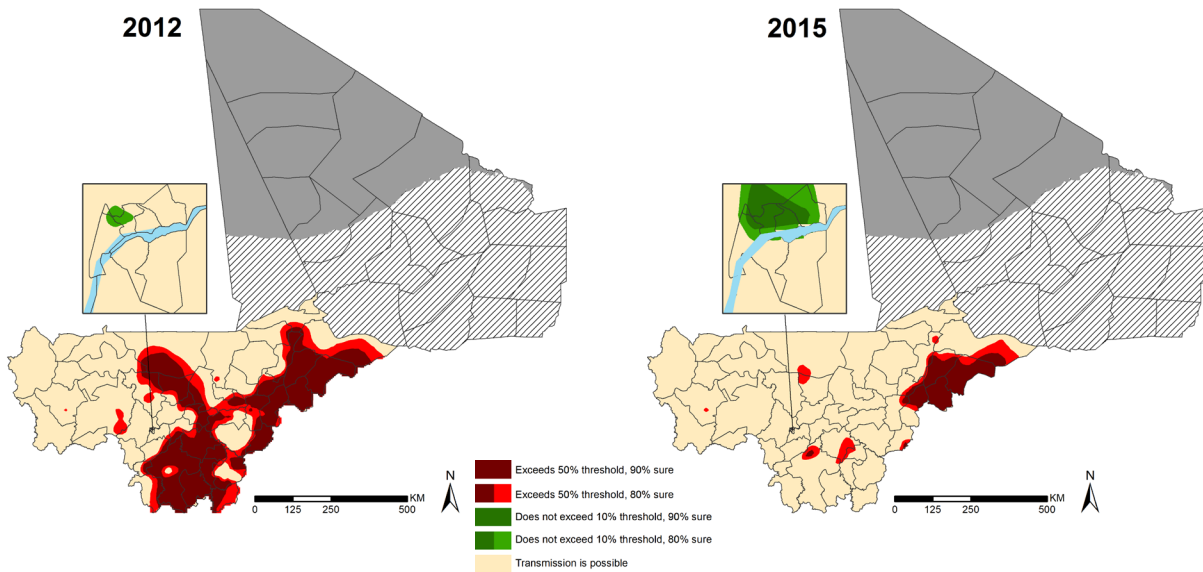 2012
2015
N
KM
0 125 250 500
N
KM
0 125 250 500
Exceeds 50% threshold, 90% sure
Exceeds 50% threshold, 80% sure
Does not exceed 10% threshold, 90% sure
Does not exceed 10% threshold, 80% sure
Transmission is possible